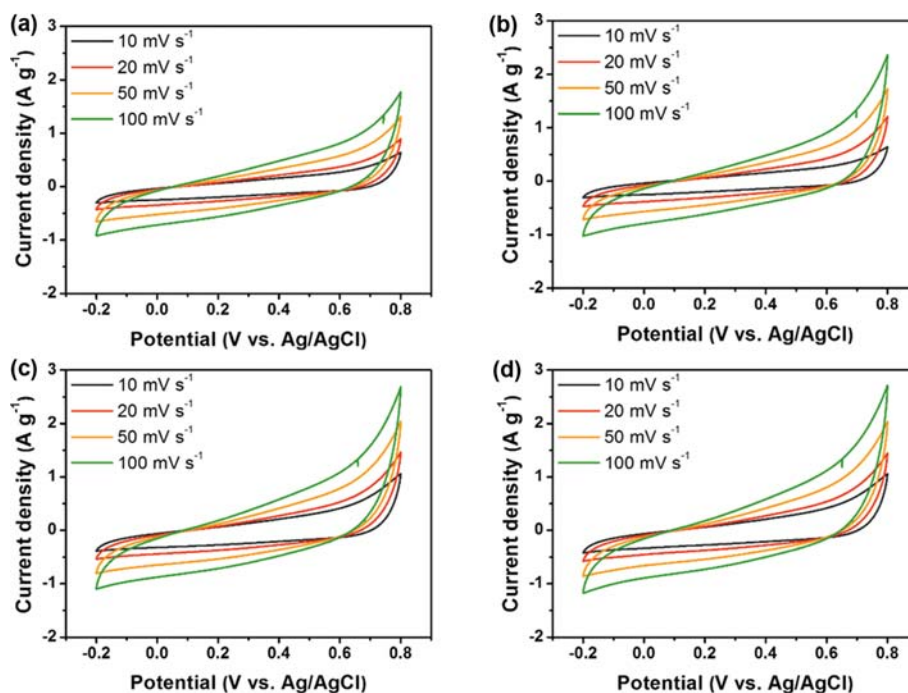 (a)
3
10 mV s⁻¹
20 mV s⁻¹
50 mV s⁻¹
100 mV s⁻¹
2
1
0
-1
-2
Current density (A g⁻¹)
-0.2 0.0 0.2 0.4 0.6 0.8
Potential (V vs. Ag/AgCl)
(b)
3
10 mV s⁻¹
20 mV s⁻¹
50 mV s⁻¹
100 mV s⁻¹
2
1
0
-1
-2
Current density (A g⁻¹)
-0.2 0.0 0.2 0.4 0.6 0.8
Potential (V vs. Ag/AgCl)
(c)
3
10 mV s⁻¹
20 mV s⁻¹
50 mV s⁻¹
100 mV s⁻¹
2
1
0
-1
-2
Current density (A g⁻¹)
-0.2 0.0 0.2 0.4 0.6 0.8
Potential (V vs. Ag/AgCl)
(d)
3
10 mV s⁻¹
20 mV s⁻¹
50 mV s⁻¹
100 mV s⁻¹
2
1
0
-1
-2
Current density (A g⁻¹)
-0.2 0.0 0.2 0.4 0.6 0.8
Potential (V vs. Ag/AgCl)